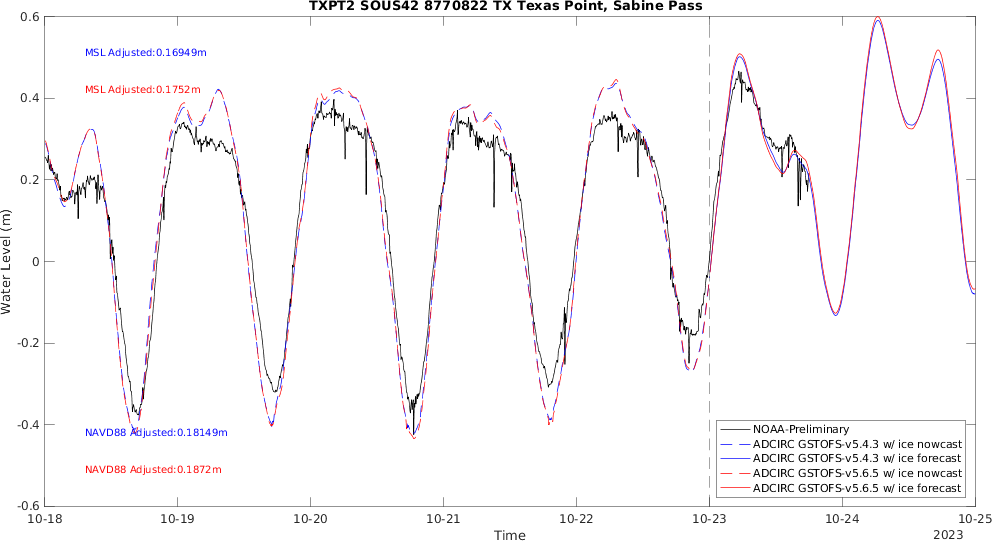 TXPT2 SOUS42 8770822 TX Texas Point, Sabine Pass
0.6
0.4
0.2
0
-0.2
-0.4
-0.6
Water Level (m)
MSL Adjusted:0.16949m
MSL Adjusted:0.1752m
NAVD88 Adjusted:0.18149m
NAVD88 Adjusted:0.1872m
NOAA-Preliminary
ADCIRC GSTOFS-v5.4.3 w/ ice nowcast
ADCIRC GSTOFS-v5.4.3 w/ ice forecast
ADCIRC GSTOFS-v5.6.5 w/ ice nowcast
ADCIRC GSTOFS-v5.6.5 w/ ice forecast
10-18 10-19 10-20 10-21 10-22 10-23 10-24 10-25
Time
2023